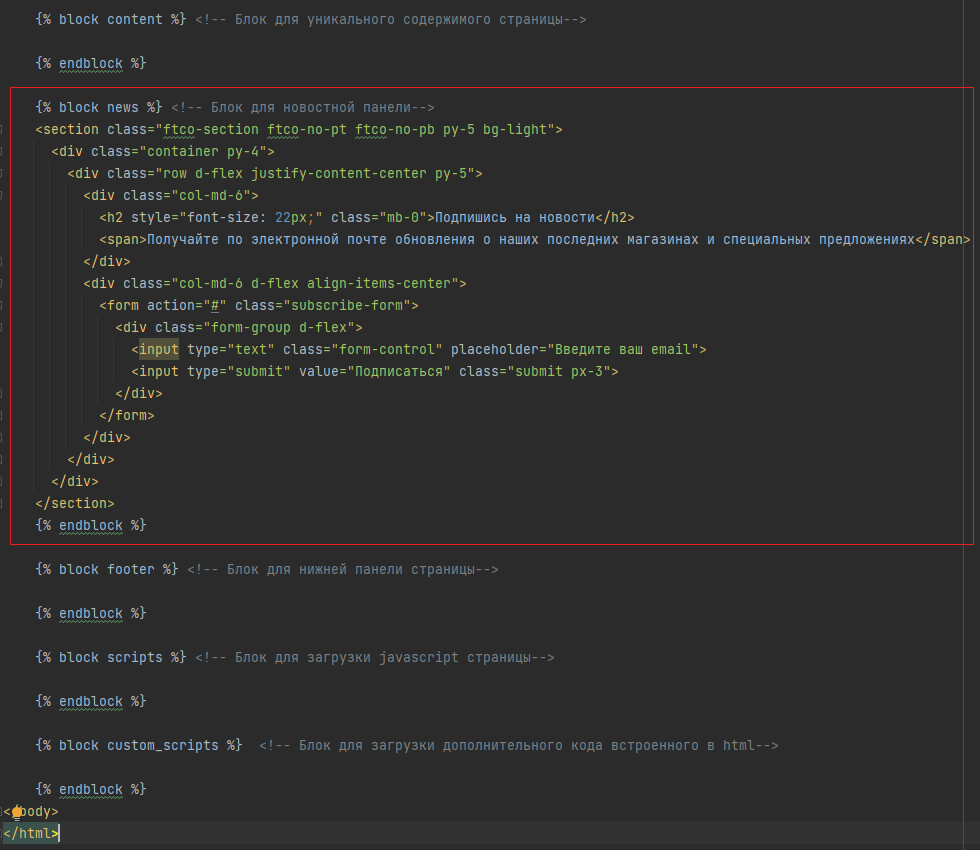 {% block content %} <!-- Блок для уникального содержимого страницы-->
{% endblock %}
{% block news %} <!-- Блок для новостной панели-->
<section class="ftco-section ftco-no-pt ftco-no-pb py-5 bg-light">
<div class="container py-4">
<div class="row d-flex justify-content-center py-5">
<div class="col-md-6">
<h2 style="font-size: 22px;" class="mb-0">Подпишись на новости</h2>
<span>Получайте по электронной почте обновления о наших последних магазинах и специальных предложениях</span>
</div>
<div class="col-md-6 d-flex align-items-center">
<form action="#" class="subscribe-form">
<div class="form-group d-flex">
<input type="text" class="form-control" placeholder="Введите ваш email">
<input type="submit" value="Подписаться" class="submit px-3">
</div>
</form>
</div>
</div>
</div>
</section>
{% endblock %}
{% block footer %} <!-- Блок для нижней панели страницы-->
{% endblock %}
{% block scripts %} <!-- Блок для загрузки javascript страницы-->
{% endblock %}
{% block custom_scripts %} <!-- Блок для загрузки дополнительного кода встроенного в html-->
{% endblock %}
</body>
</html>